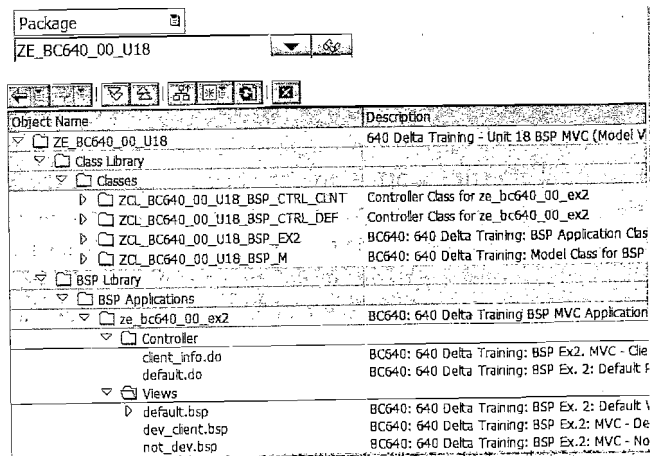 Package
ZE_BC640_00_U18
Object Name Description
ZE_BC640_00_U18 640 Delta Training - Unit 18 BSP MVC (Model V
Class Library
Classes
ZCL_BC640_00_U18_BSP_CTRL_CLNT Controller Class for ze_bc640_00_ex2
ZCL_BC640_00_U18_BSP_CTRL_DEF Controller Class for ze_bc640_00_ex2
ZCL_BC640_00_U18_BSP_EX2 BC640: 640 Delta Training: BSP Application Clas
ZCL_BC640_00_U18_BSP_M BC640: 640 Delta Training: Model Class for BSP
BSP Library
BSP Applications
ze_bc640_00_ex2 BC640: 640 Delta Training BSP MVC Application
Controller
client_info.do BC640: 640 Delta Training: BSP Ex2. MVC - Clie
default.do BC640: 640 Delta Training: BSP Ex. 2: Default
Views
default.bsp BC640: 640 Delta Training: BSP Ex. 2: Default
dev_client.bsp BC640: 640 Delta Training: BSP Ex.2: MVC - De
not_dev.bsp BC640: 640 Delta Training: BSP Ex.2: MVC - No